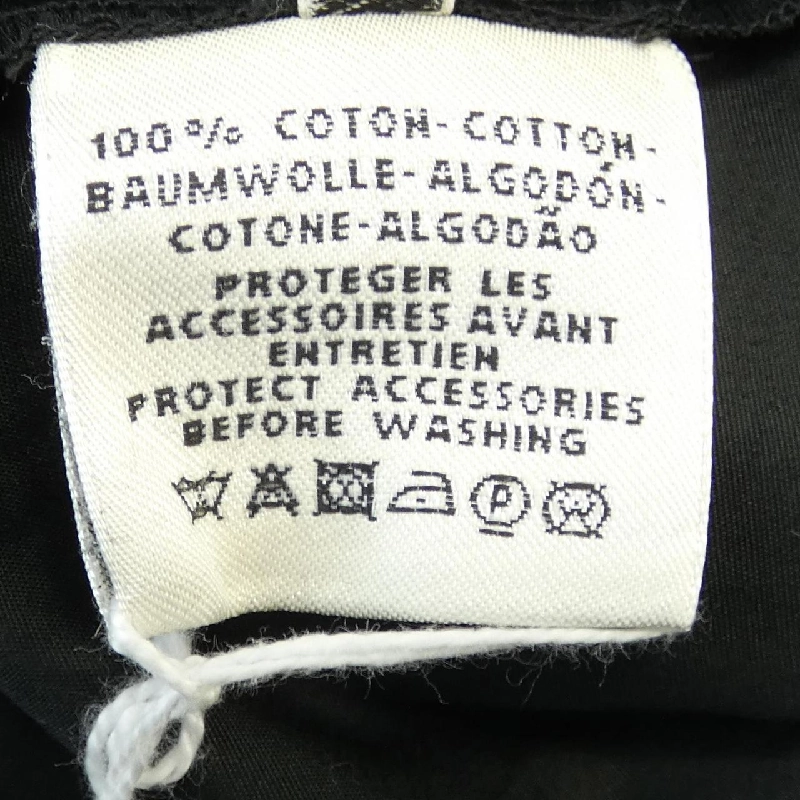 100% COTON-COTTON-
BAUMWOLLE-ALGODÓN-
COTONE-ALGODÃO
PROTEGER LES
ACCESSOIRES AVANT
ENTRETIEN
PROTECT ACCESSORIES
BEFORE WASHING
P